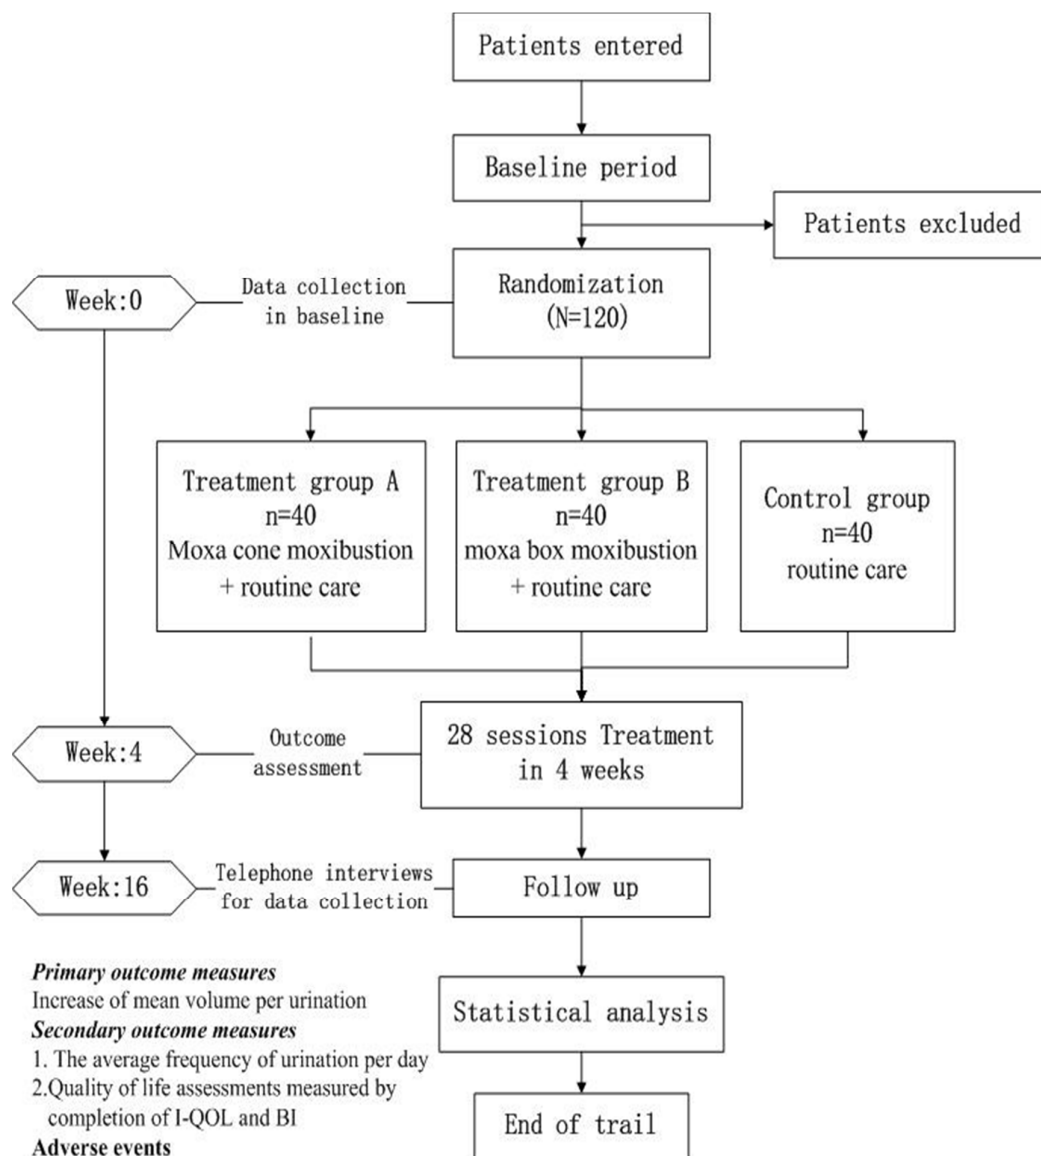 Patients entered
Baseline period
Patients excluded
Week:0
Data collection
in baseline
Randomization
(N=120)
Treatment group A
n=40
Moxa cone moxibustion
+ routine care
Treatment group B
n=40
moxa box moxibustion
+ routine care
Control group
n=40
routine care
Week:4
Outcome
assessment
28 sessions Treatment
in 4 weeks
Week:16
Telephone interviews
for data collection
Follow up
Primary outcome measures
Increase of mean volume per urination
Secondary outcome measures
1. The average frequency of urination per day
2.Quality of life assessments measured by
completion of I-QOL and BI
Adverse events
Statistical analysis
End of trail